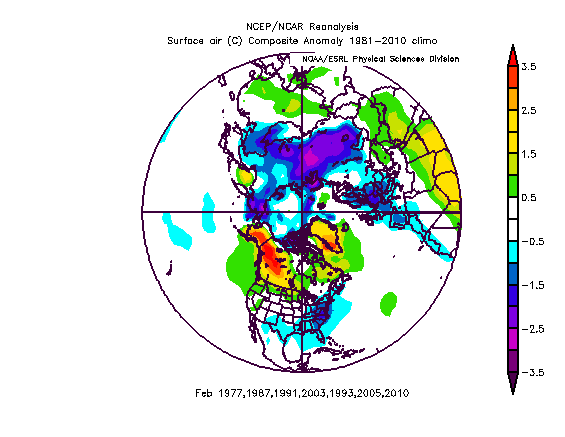 NCEP/NCAR Reanalysis
Surface air (C) Composite Anomaly 1981-2010 climo
NOAA/ESRL Physical Sciences Division
3.5
2.5
1.5
0.5
-0.5
-1.5
-2.5
-3.5
Feb 1977,1987,1991,2003,1993,2005,2010